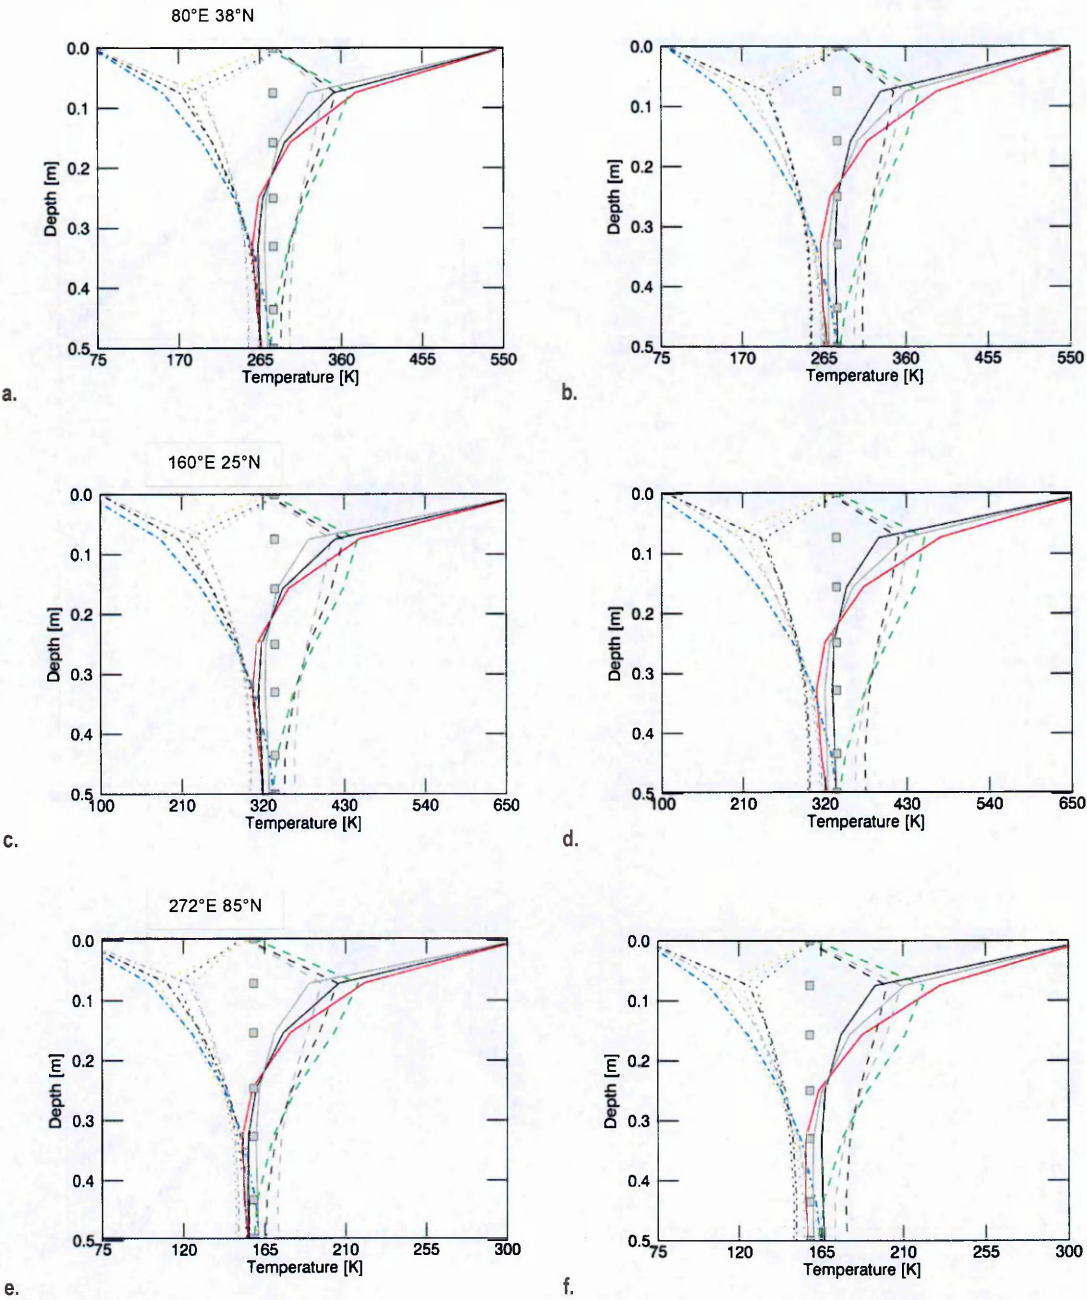 80°E 38°N
0.0
0.1
0.2
0.3
0.4
0.5
Depth [m]
75 170 265 360 455 550
Temperature [K]
a.
0.0
0.1
0.2
0.3
0.4
0.5
Depth [m]
75 170 265 360 455 550
Temperature [K]
b.
160°E 25°N
0.0
0.1
0.2
0.3
0.4
0.5
Depth [m]
100 210 320 430 540 650
Temperature [K]
c.
0.0
0.1
0.2
0.3
0.4
0.5
Depth [m]
100 210 320 430 540 650
Temperature [K]
d.
272°E 85°N
0.0
0.1
0.2
0.3
0.4
0.5
Depth [m]
75 120 165 210 255 300
Temperature [K]
e.
0.0
0.1
0.2
0.3
0.4
0.5
Depth [m]
75 120 165 210 255 300
Temperature [K]
f.